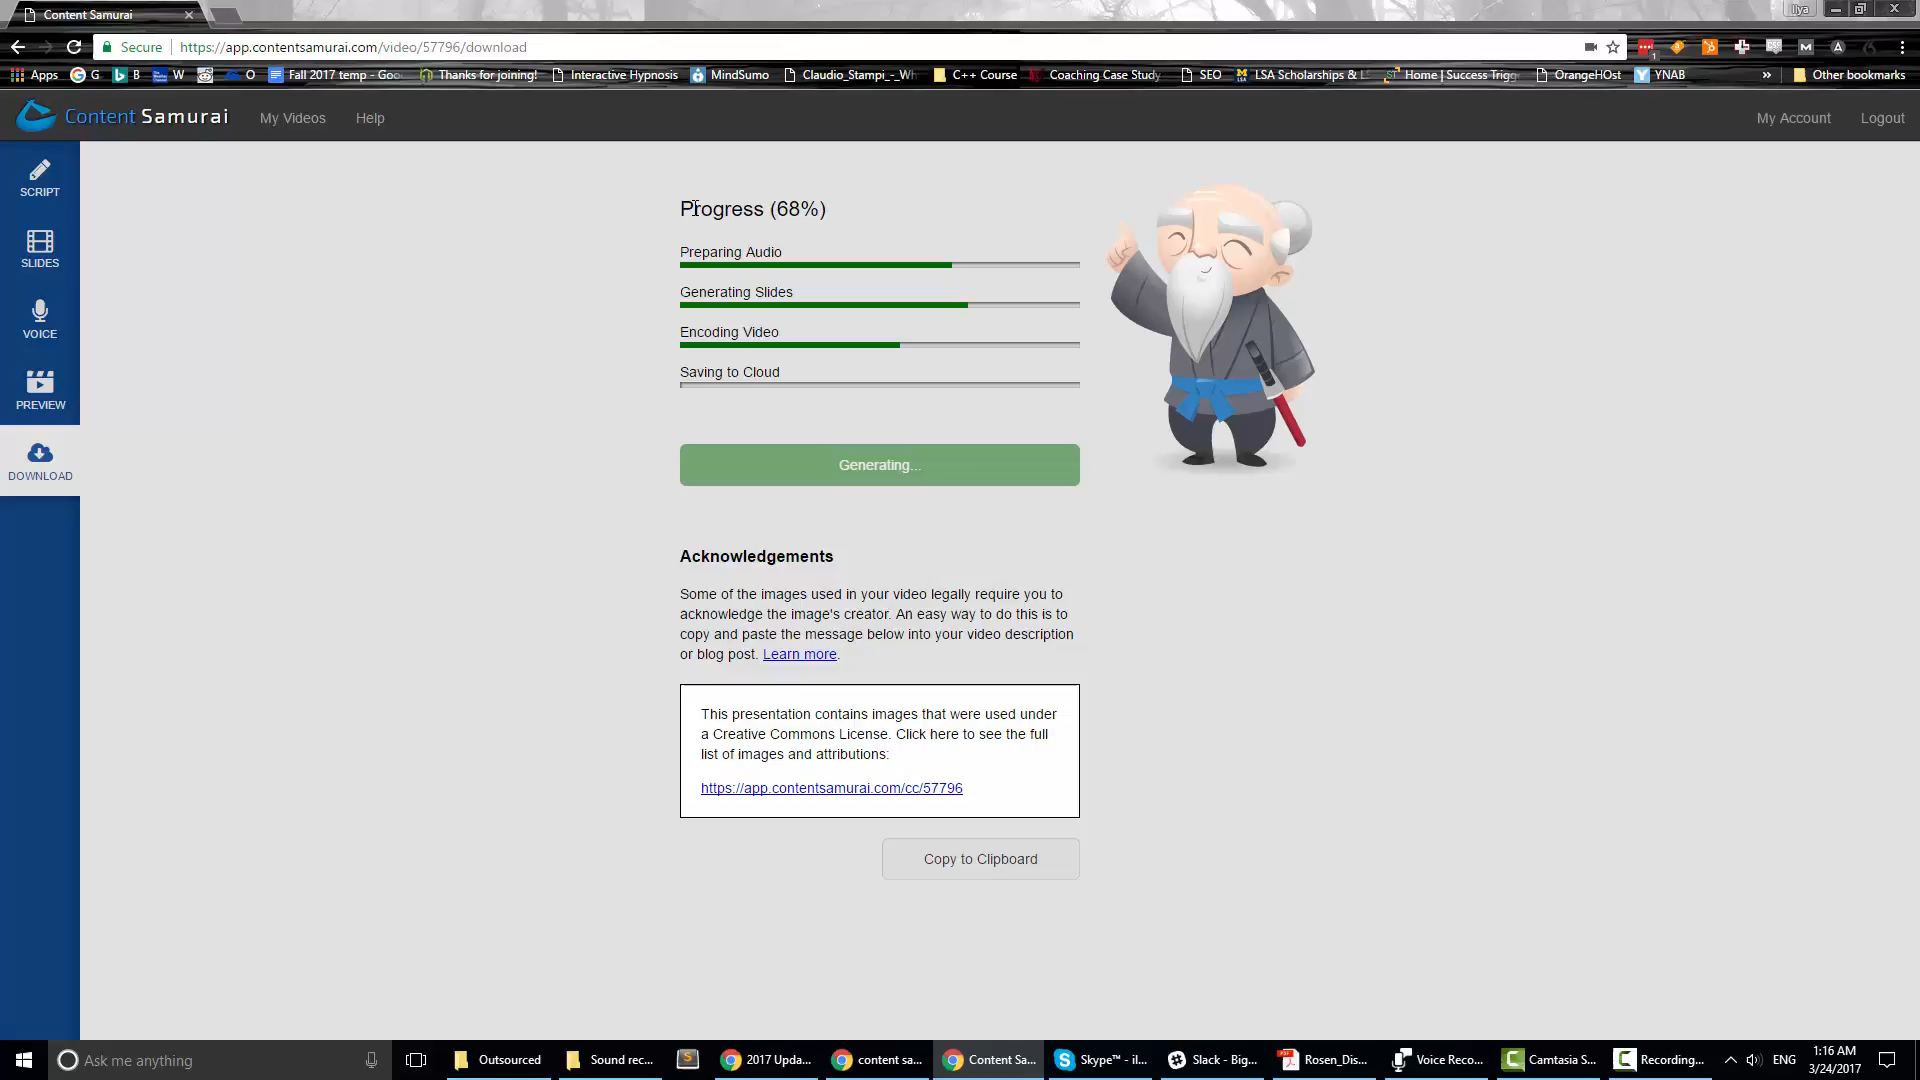 Content Samurai
Ilya
Secure https://app.contentsamurai.com/video/57796/download
Apps G B W O Fall 2017 temp - Goo Thanks for joining! Interactive Hypnosis MindSumo Claudio_Stampi_-_Wh C++ Course Coaching Case Study SEO LSA Scholarships & L Home | Success Trigg OrangeHOst YNAB » Other bookmarks
Content Samurai My Videos Help My Account Logout
SCRIPT
SLIDES
VOICE
PREVIEW
DOWNLOAD
Progress (68%)
Preparing Audio
Generating Slides
Encoding Video
Saving to Cloud
Generating...
Acknowledgements
Some of the images used in your video legally require you to
acknowledge the image's creator. An easy way to do this is to
copy and paste the message below into your video description
or blog post. Learn more.
This presentation contains images that were used under
a Creative Commons License. Click here to see the full
list of images and attributions:
https://app.contentsamurai.com/cc/57796
Copy to Clipboard
Ask me anything Outsourced Sound rec... 2017 Upda... content sa... Content Sa... Skype™ - il... Slack - Big... Rosen_Dis... Voice Reco... Camtasia S... Recording... ENG 1:16 AM
3/24/2017